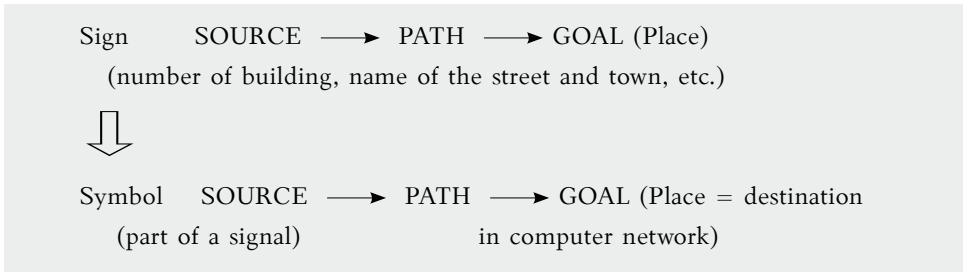 Sign SOURCE → PATH → GOAL (Place)
(number of building, name of the street and town, etc.)
Symbol SOURCE → PATH → GOAL (Place = destination
(part of a signal) in computer network)